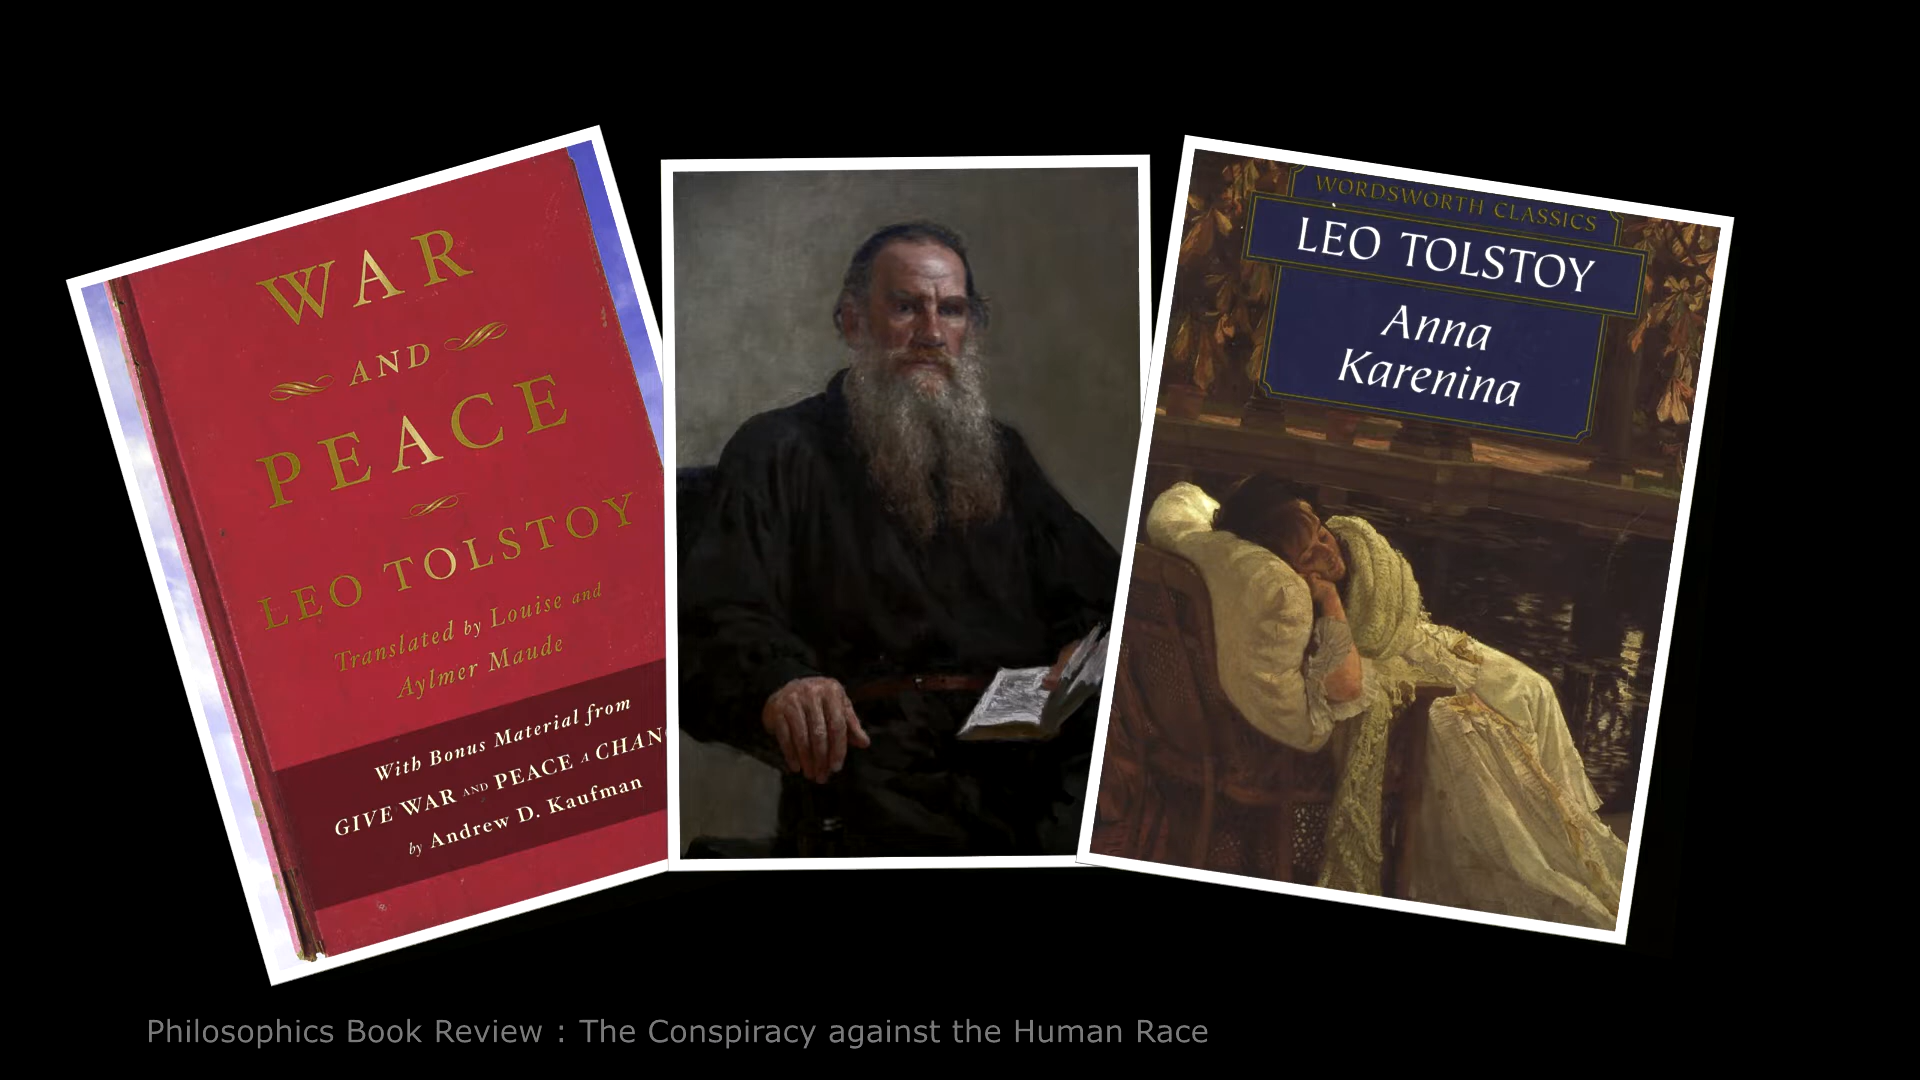 WAR
AND
PEACE
LEO TOLSTOY
Translated by Louise and
Aylmer Maude
With Bonus Material from
GIVE WAR AND PEACE A CHAN
by Andrew D. Kaufman
WORDSWORTH CLASSICS
LEO TOLSTOY
Anna
Karenina
Philosophics Book Review : The Conspiracy against the Human Race